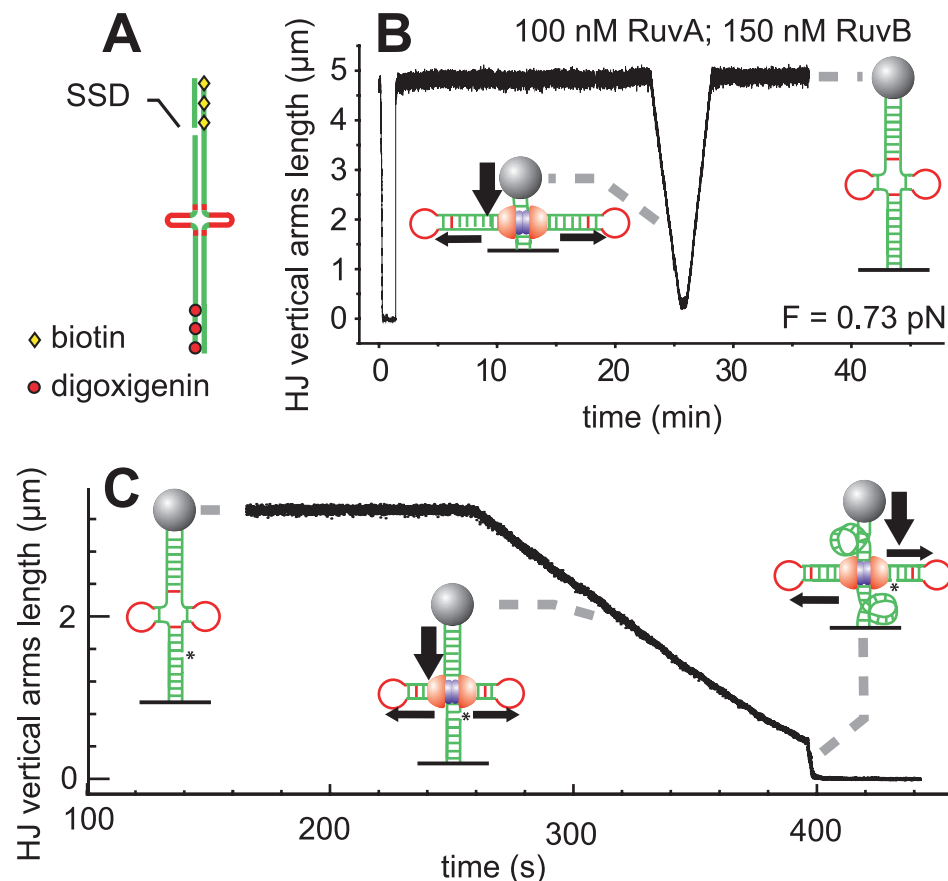 A
SSD
biotin
digoxigenin
B
100 nM RuvA; 150 nM RuvB
HJ vertical arms length (µm)
5
4
3
2
1
0
F = 0.73 pN
0
10
20
30
40
time (min)
C
HJ vertical arms length (µm)
2
0
*
*
*
100
200
300
400
time (s)